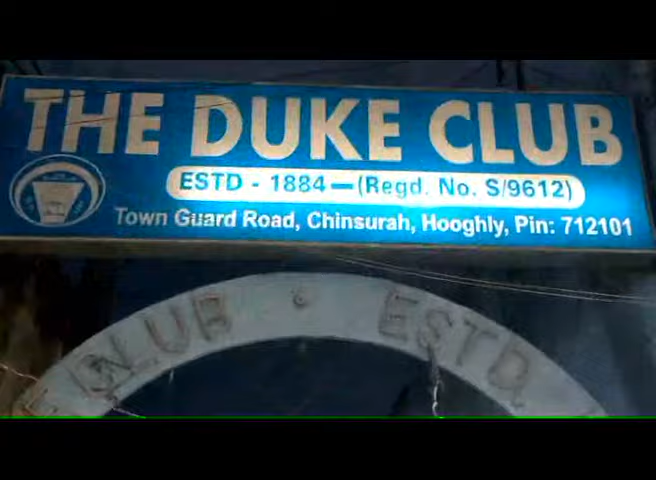 THE DUKE CLUB
ESTD - 1884 — (Regd. No. S/9612)
Town Guard Road, Chinsurah, Hooghly, Pin: 712101
CLUB · ESTD